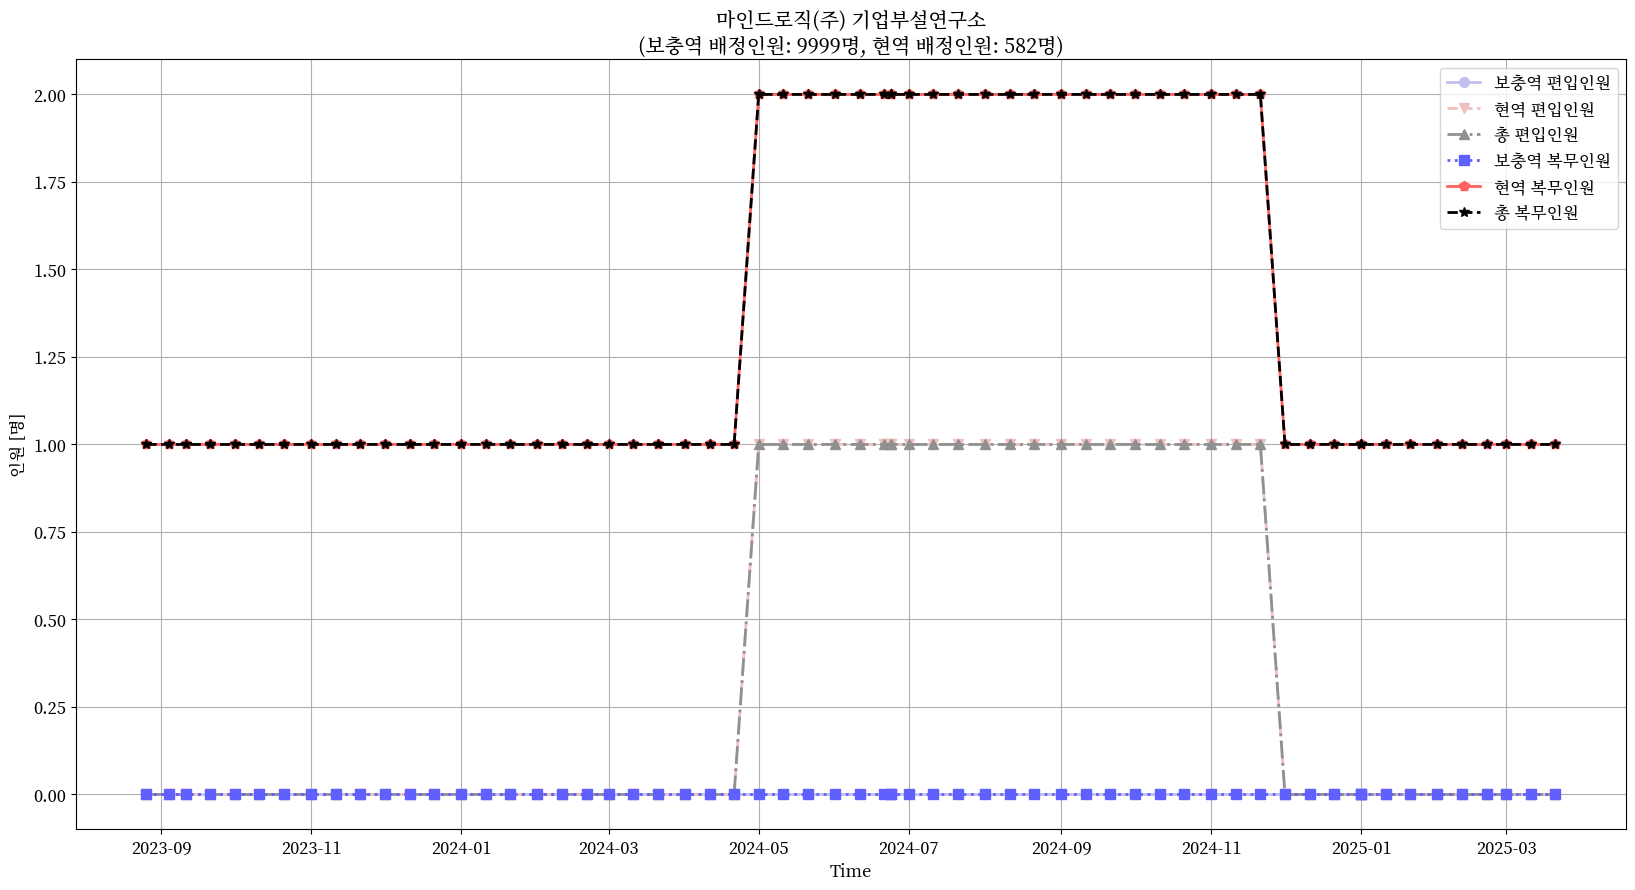 마인드로직(주) 기업부설연구소
(보충역 배정인원: 9999명, 현역 배정인원: 582명)
보충역 편입인원
현역 편입인원
총 편입인원
보충역 복무인원
현역 복무인원
총 복무인원
인원 [명]
2.00
1.75
1.50
1.25
1.00
0.75
0.50
0.25
0.00
2023-09
2023-11
2024-01
2024-03
2024-05
2024-07
2024-09
2024-11
2025-01
2025-03
Time